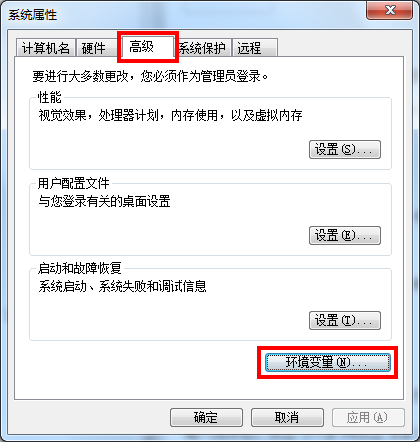 系统属性
计算机名 硬件 高级 系统保护 远程
要进行大多数更改，您必须作为管理员登录。
性能
视觉效果，处理器计划，内存使用，以及虚拟内存
设置(S)...
用户配置文件
与您登录有关的桌面设置
设置(E)...
启动和故障恢复
系统启动、系统失败和调试信息
设置(T)...
环境变量(N)...
确定 取消 应用(A)